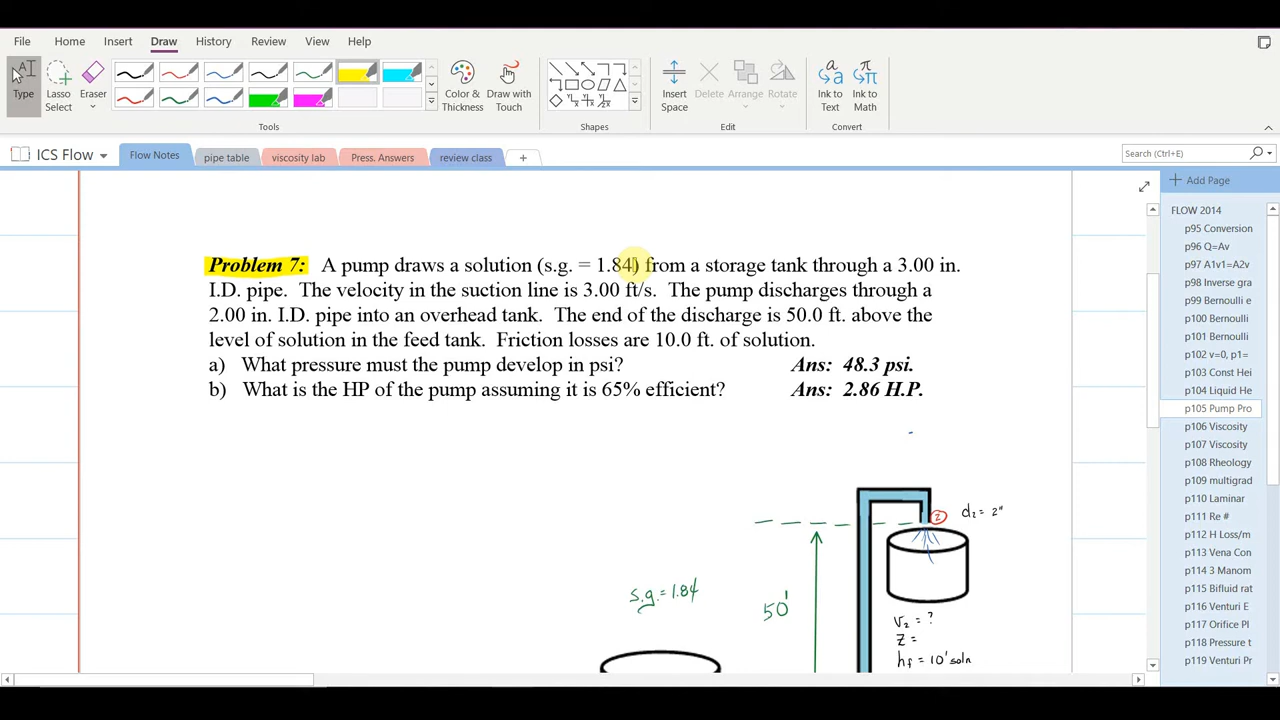 File Home Insert Draw History Review View Help
Type Lasso Select Eraser Color & Thickness Draw with Touch Insert Space Delete Arrange Rotate Ink to Text Ink to Math
Tools Shapes Edit Convert
ICS Flow Flow Notes pipe table viscosity lab Press. Answers review class Search (Ctrl+E)
Add Page
FLOW 2014
p95 Conversion
p96 Q=Av
p97 A1v1=A2v
p98 Inverse gra
p99 Bernoulli e
p100 Bernoulli
p101 Bernoulli
p102 v=0, p1=
p103 Const Hei
p104 Liquid He
p105 Pump Pro
p106 Viscosity
p107 Viscosity
p108 Rheology
p109 multigrad
p110 Laminar
p111 Re #
p112 H Loss/m
p113 Vena Con
p114 3 Manom
p115 Bifluid rat
p116 Venturi E
p117 Orifice Pl
p118 Pressure t
p119 Venturi Pr
Problem 7: A pump draws a solution (s.g. = 1.84) from a storage tank through a 3.00 in.
I.D. pipe. The velocity in the suction line is 3.00 ft/s. The pump discharges through a
2.00 in. I.D. pipe into an overhead tank. The end of the discharge is 50.0 ft. above the
level of solution in the feed tank. Friction losses are 10.0 ft. of solution.
a) What pressure must the pump develop in psi? Ans: 48.3 psi.
b) What is the HP of the pump assuming it is 65% efficient? Ans: 2.86 H.P.
2 d2 = 2"
s.g. = 1.84
50'
v2 = ?
z =
hf = 10' soln